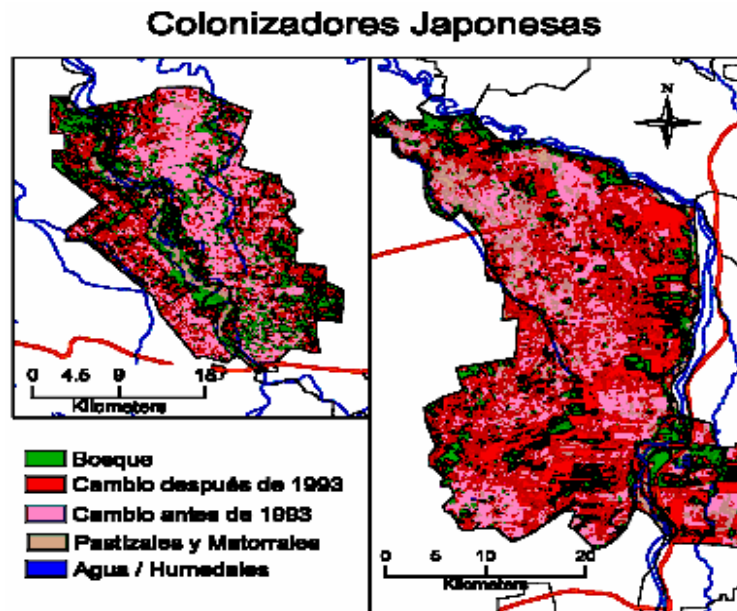 Colonizadores Japonesas
N
0 4.5 9 18
Kilometers
Bosque
Cambio después de 1993
Cambio antes de 1993
Pastizales y Matorrales
Agua / Humedales
0 5 10 20
Kilometers